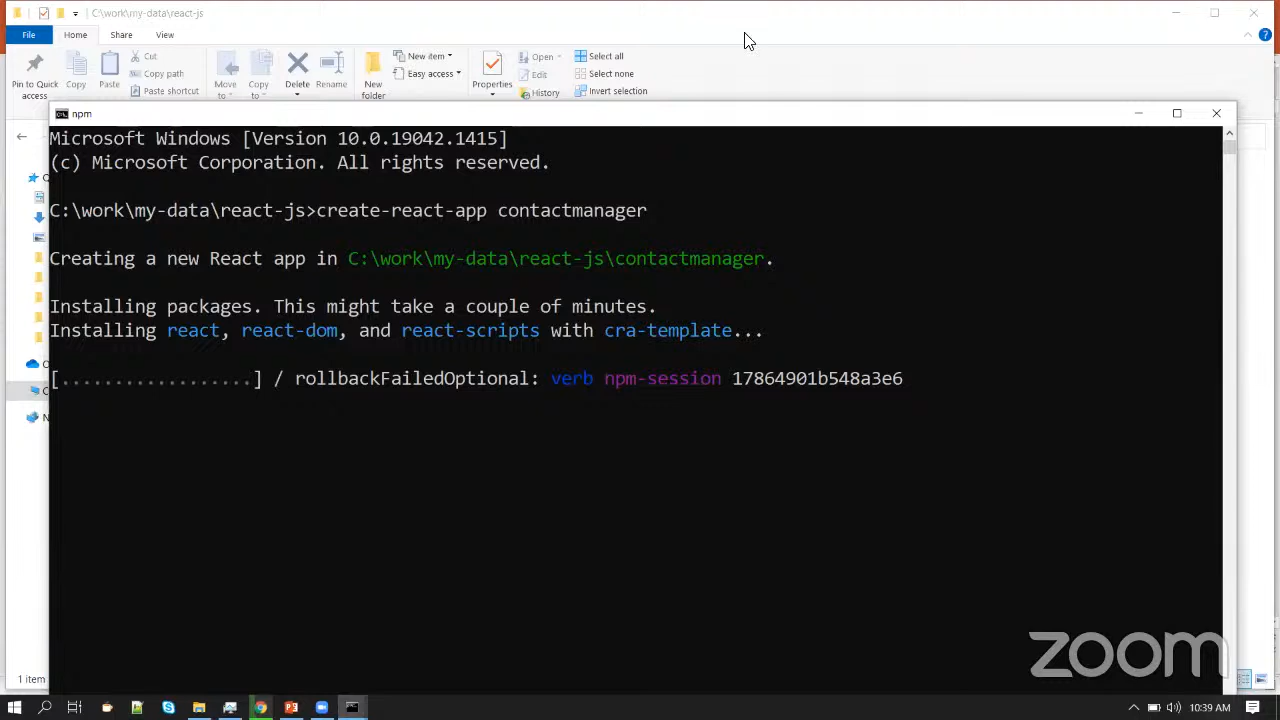 C:\work\my-data\react-js
File
Home
Share
View
Pin to Quick access
Copy
Paste
Cut
Copy path
Paste shortcut
Move to
Copy to
Delete
Rename
New folder
New item
Easy access
Properties
Open
Edit
History
Select all
Select none
Invert selection
npm
Microsoft Windows [Version 10.0.19042.1415]
(c) Microsoft Corporation. All rights reserved.
C:\work\my-data\react-js>create-react-app contactmanager
Creating a new React app in C:\work\my-data\react-js\contactmanager.
Installing packages. This might take a couple of minutes.
Installing react, react-dom, and react-scripts with cra-template...
[..................] / rollbackFailedOptional: verb npm-session 17864901b548a3e6
1 item
zoom
10:39 AM